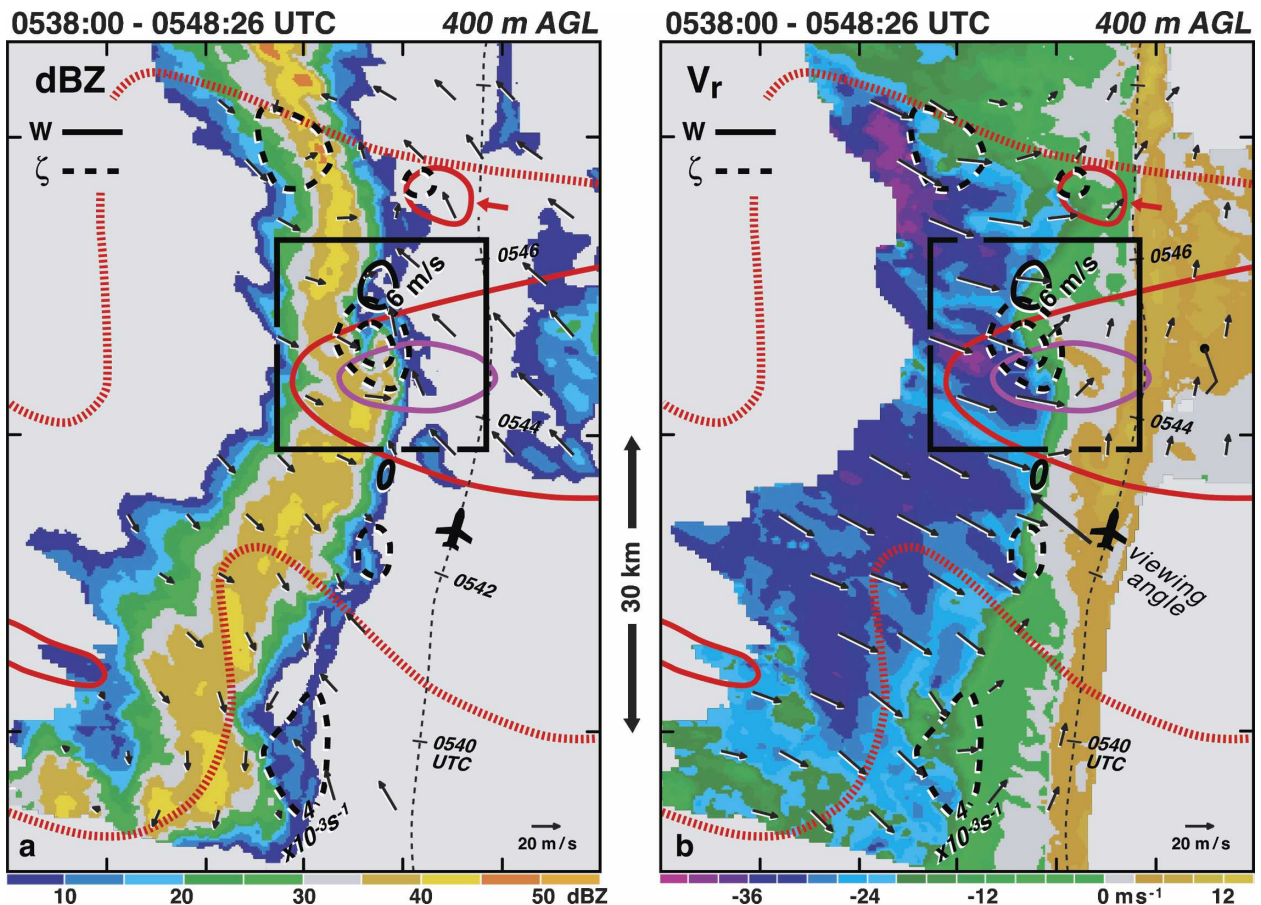 0538:00 - 0548:26 UTC
400 m AGL
dBZ
W
ζ
6 m/s
0546
0544
0
0542
0540
UTC
4
x10⁻³s⁻¹
20 m/s
a
10 20 30 40 50 dBZ
30 km
0538:00 - 0548:26 UTC
400 m AGL
Vr
W
ζ
6 m/s
0546
0544
0
viewing
angle
0540
UTC
4
x10⁻³s⁻¹
20 m/s
b
-36 -24 -12 0 ms⁻¹ 12